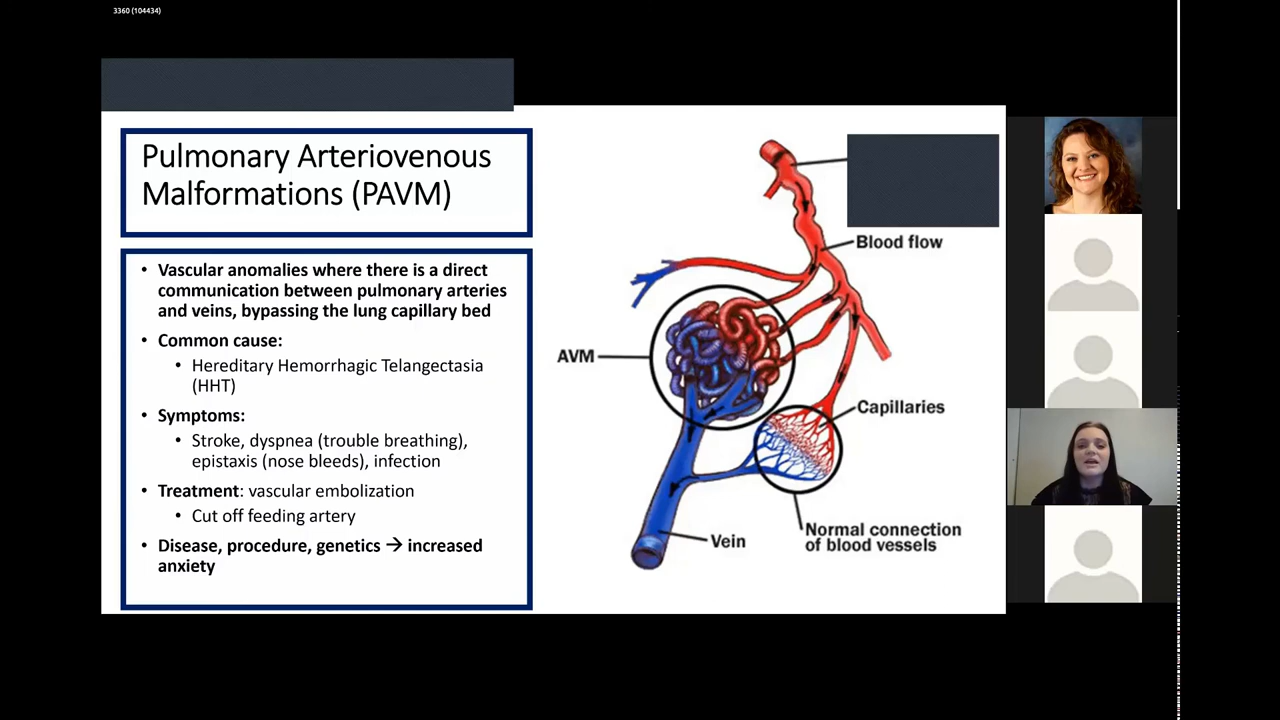 3360 (104434)
Pulmonary Arteriovenous
Malformations (PAVM)
• Vascular anomalies where there is a direct
communication between pulmonary arteries
and veins, bypassing the lung capillary bed
• Common cause:
• Hereditary Hemorrhagic Telangectasia
(HHT)
• Symptoms:
• Stroke, dyspnea (trouble breathing),
epistaxis (nose bleeds), infection
• Treatment: vascular embolization
• Cut off feeding artery
• Disease, procedure, genetics → increased
anxiety
Blood flow
AVM
Capillaries
Normal connection
of blood vessels
Vein